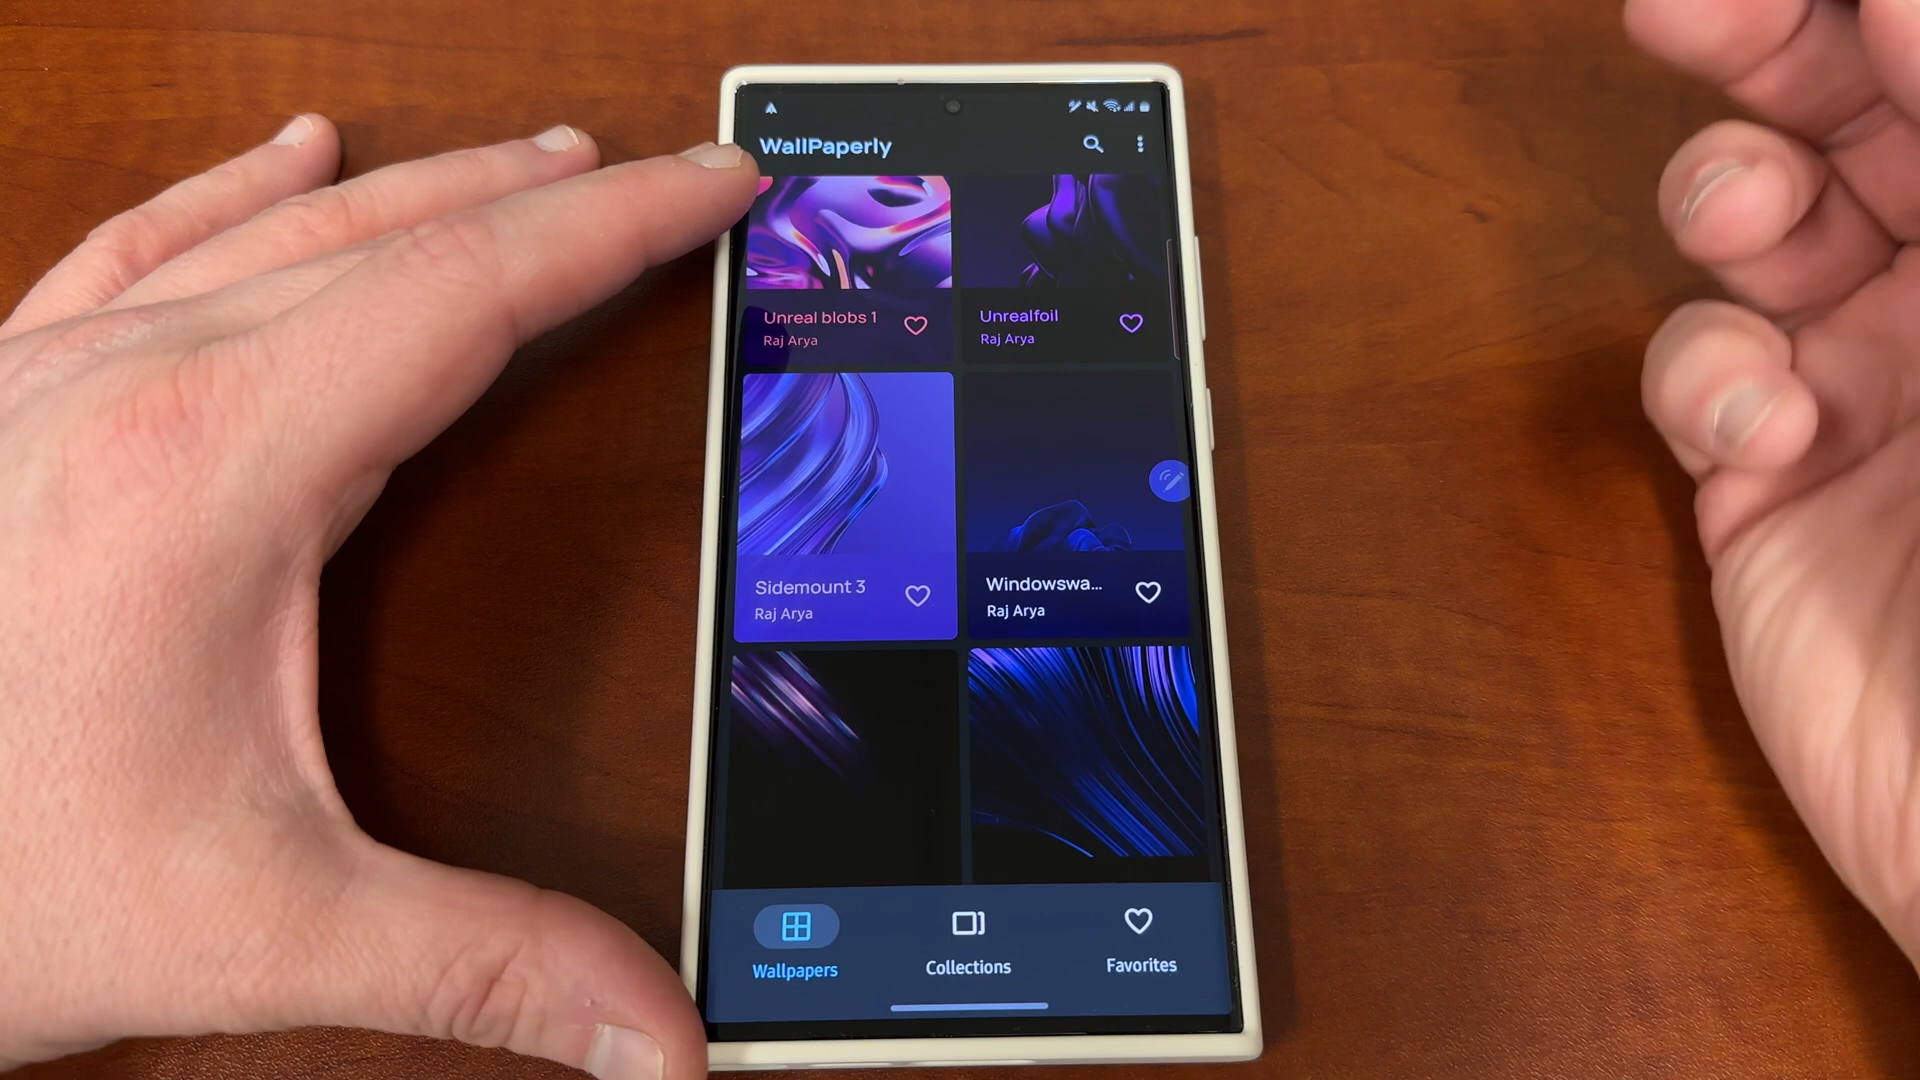 WallPaperly
Unreal blobs 1
Raj Arya
Unrealfoil
Raj Arya
Sidemount 3
Raj Arya
Windowswa...
Raj Arya
Wallpapers
Collections
Favorites